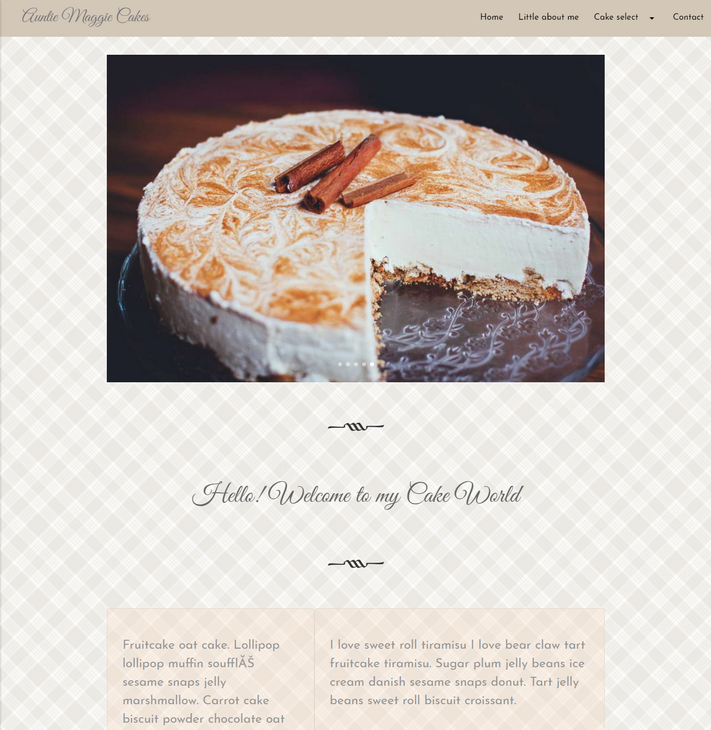 Auntie Maggie Cakes
Home Little about me Cake select Contact
Hello! Welcome to my Cake World
Fruitcake oat cake. Lollipop
lollipop muffin soufflĂŠ
sesame snaps jelly
marshmallow. Carrot cake
biscuit powder chocolate oat
I love sweet roll tiramisu I love bear claw tart
fruitcake tiramisu. Sugar plum jelly beans ice
cream danish sesame snaps donut. Tart jelly
beans sweet roll biscuit croissant.